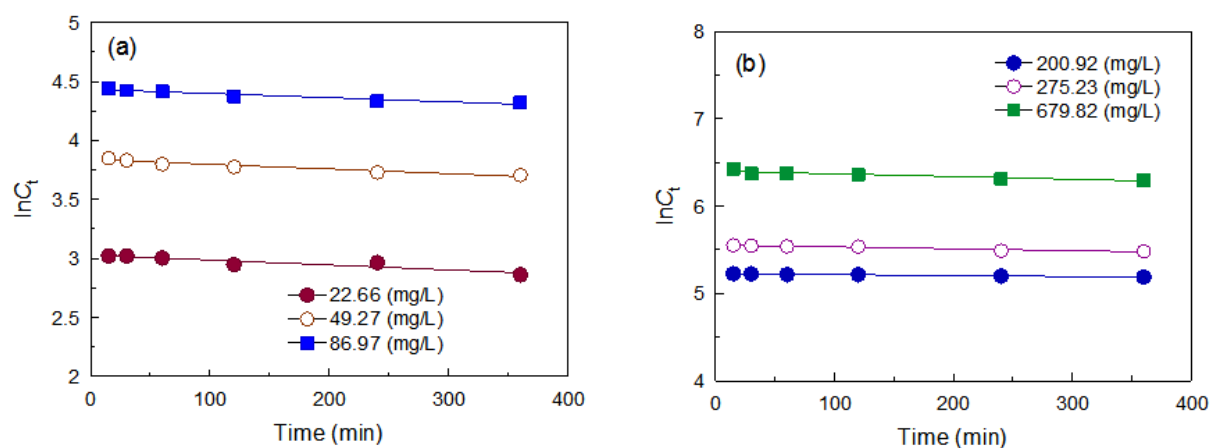 (a)
5
4.5
4
3.5
3
2.5
2
lnCt
22.66 (mg/L)
49.27 (mg/L)
86.97 (mg/L)
0 100 200 300 400
Time (min)
(b)
8
7
6
5
4
lnCt
200.92 (mg/L)
275.23 (mg/L)
679.82 (mg/L)
0 100 200 300 400
Time (min)